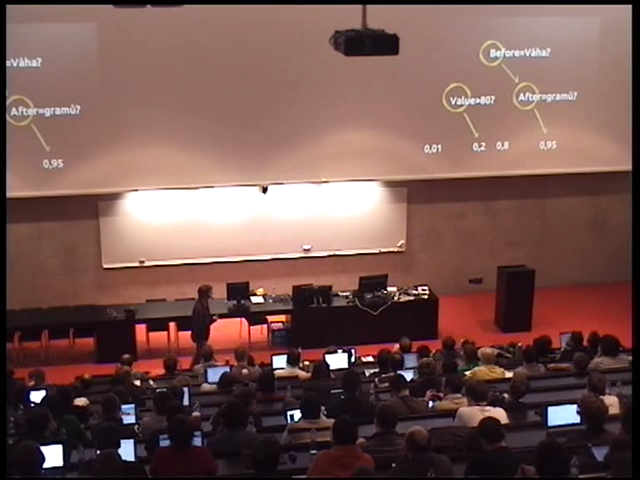 =Váha?
After=gramů?
0,95
Before=Váha?
Value>80?
After=gramů?
0,01
0,2
0,8
0,95